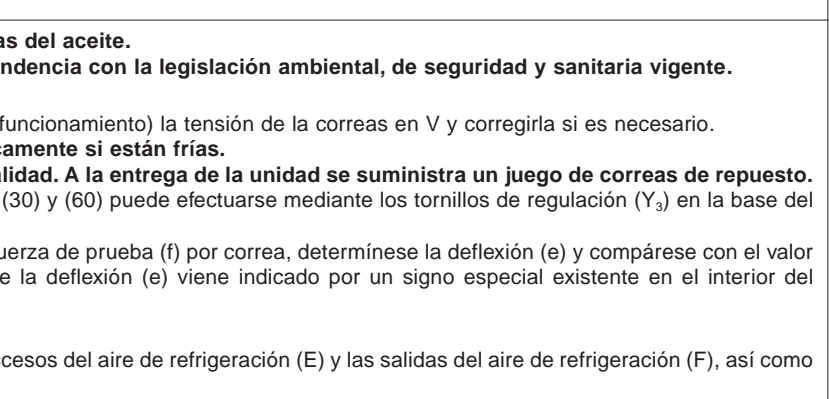 as del aceite.
ndencia con la legislación ambiental, de seguridad y sanitaria vigente.
funcionamiento) la tensión de la correas en V y corregirla si es necesario.
camente si están frías.
alidad. A la entrega de la unidad se suministra un juego de correas de repuesto.
(30) y (60) puede efectuarse mediante los tornillos de regulación (Y₃) en la base del
uerza de prueba (f) por correa, determínese la deflexión (e) y compárese con el valor
e la deflexión (e) viene indicado por un signo especial existente en el interior del
cesos del aire de refrigeración (E) y las salidas del aire de refrigeración (F), así como